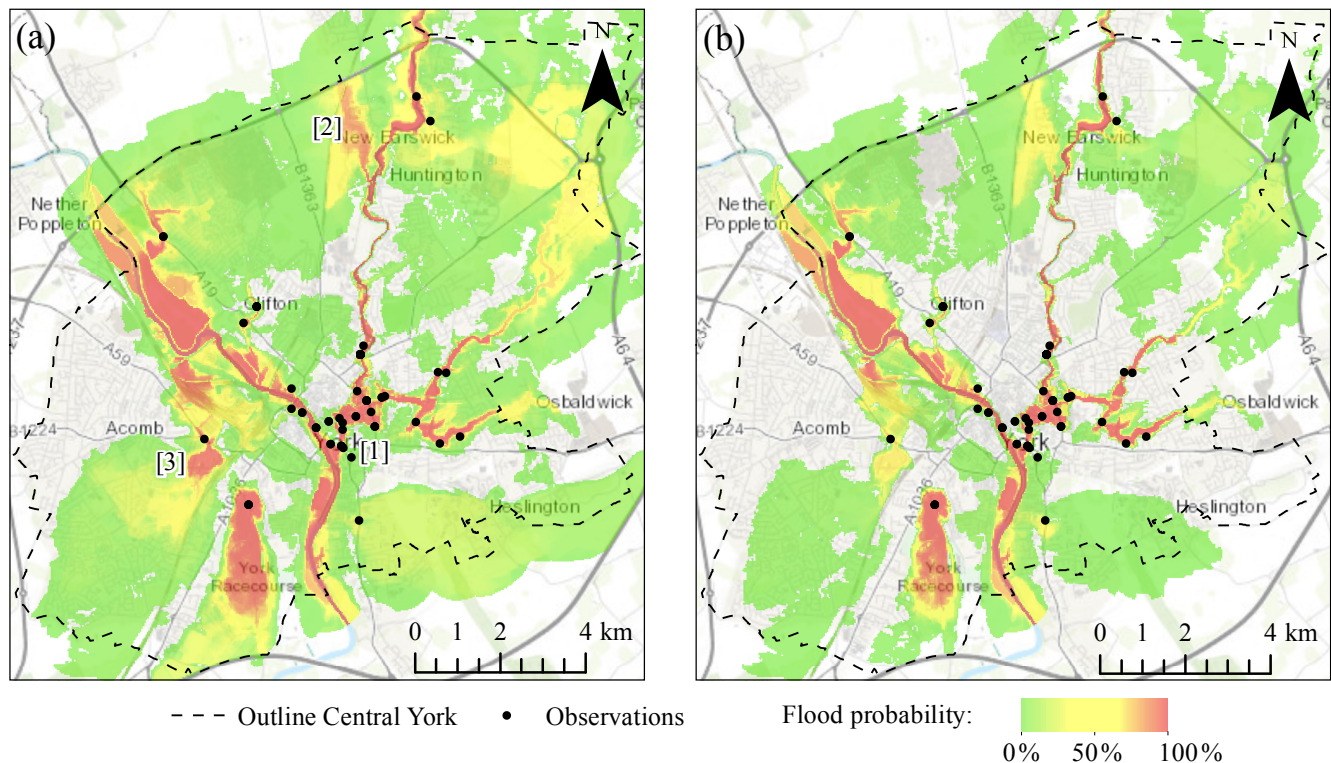 (a)
N
[2]
New Earswick
B1363
Huntington
Nether
Poppleton
A19
Clifton
A59
A64
Osbaldwick
B1224
Acomb
[1]
[3]
A1036
Heslington
York
Racecourse
0 1 2 4 km
(b)
N
New Earswick
B1363
Huntington
Nether
Poppleton
A19
Clifton
A59
A64
Osbaldwick
B1224
Acomb
A1036
Heslington
York
Racecourse
0 1 2 4 km
Outline Central York
Observations
Flood probability:
0% 50% 100%